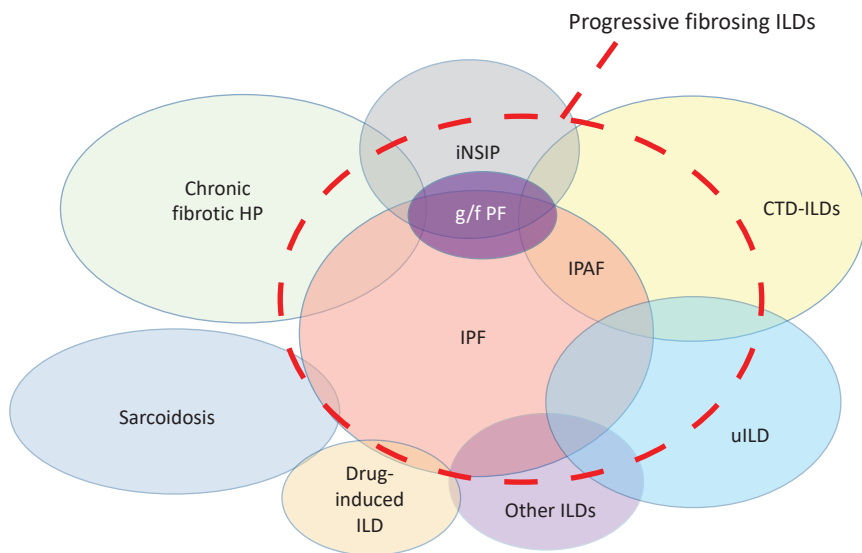 Progressive fibrosing ILDs
iNSIP
Chronic
fibrotic HP
g/f PF
CTD-ILDs
IPAF
IPF
Sarcoidosis
uILD
Drug-
induced
ILD
Other ILDs